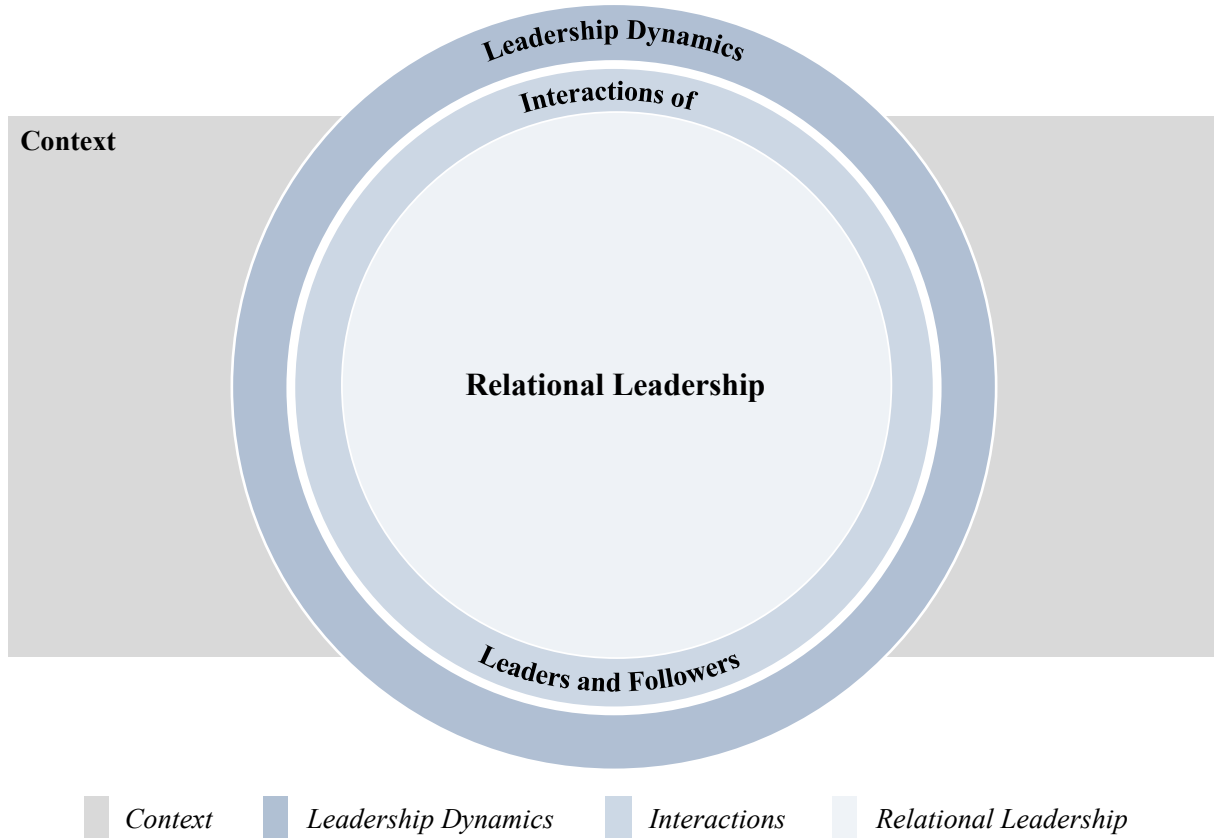 Leadership Dynamics
Interactions of
Context
Relational Leadership
Leaders and Followers
Context
Leadership Dynamics
Interactions
Relational Leadership